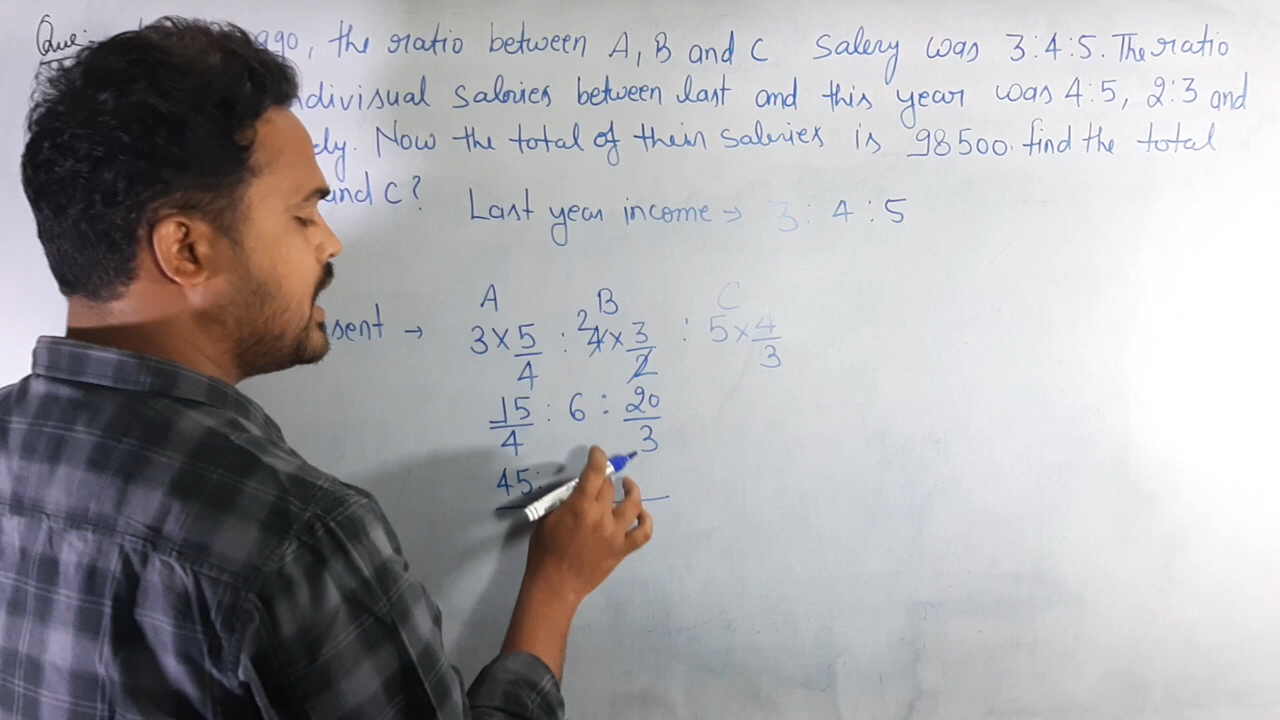 Que:- ago, the ratio between A, B and C Salery was 3:4:5. The ratio
ndivisual salaries between last and this year was 4:5, 2:3 and
ly. Now the total of their salaries is 98500. find the total
and C?
Last year income → 3 : 4 : 5
A B C
sent → 3 × 5/4 : 2 4 × 3/2 : 5 × 4/3
15/4 : 6 : 20/3
45: